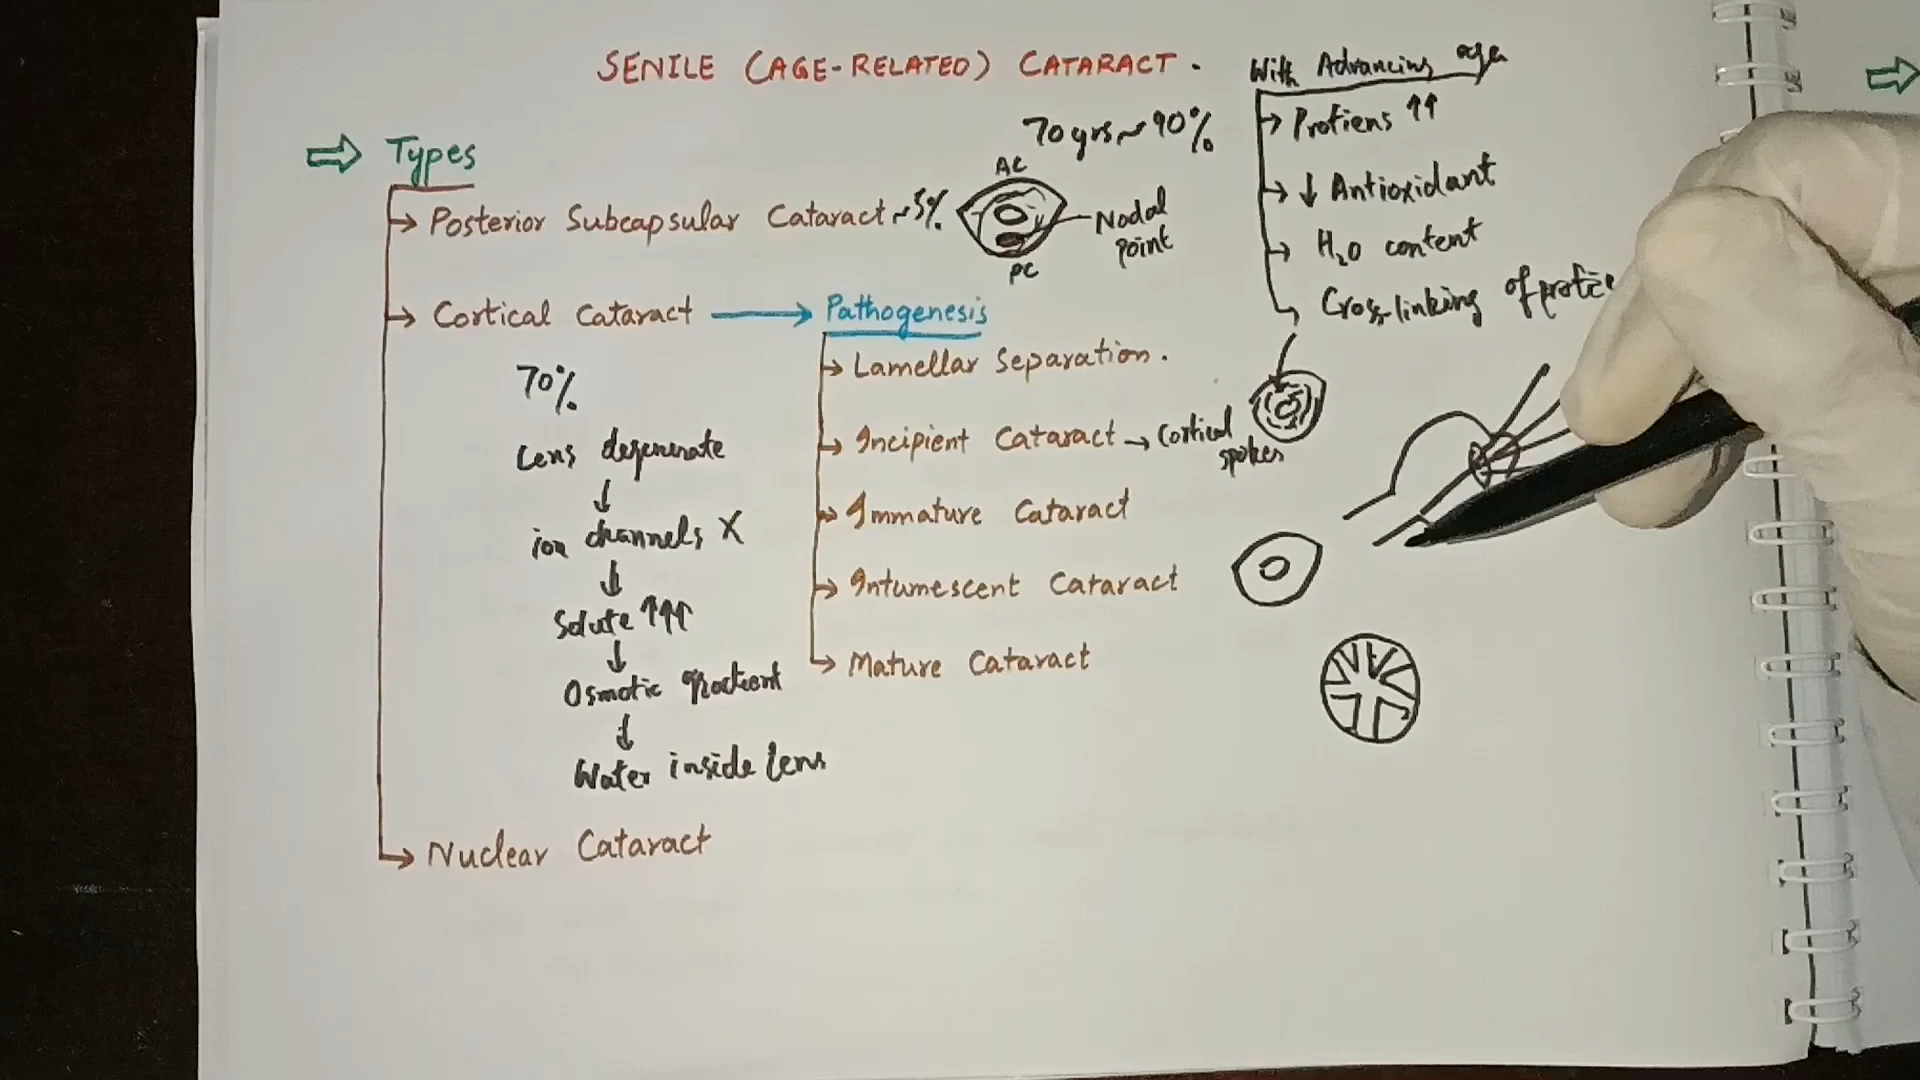 SENILE (AGE-RELATED) CATARACT.
With Advancing age
Protiens ↑↑
↓ Antioxidant
H₂O content
Cross-linking of
70 yrs ~ 90%
Types
Posterior Subcapsular Cataract ~5%
AC
Nodal
point
PC
Cortical Cataract → Pathogenesis
70%
Lens degenerate
↓
ion channels X
↓
Solute ↑↑↑
↓
Osmotic gradient
↓
Water inside lens
Lamellar Separation.
Incipient Cataract → Cortical
spokes
Immature Cataract
Intumescent Cataract
Mature Cataract
Nuclear Cataract